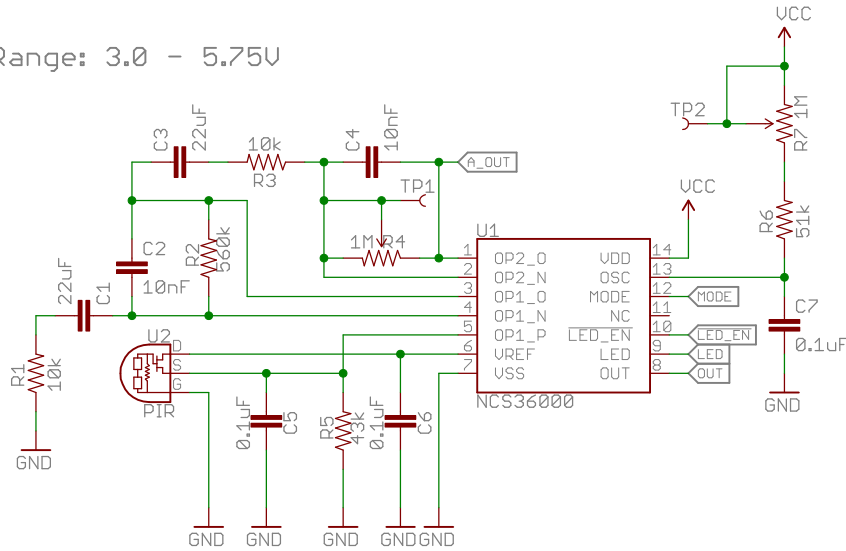 VCC
Range: 3.0 - 5.75V
TP2
R7 1M
C3
22uF
10k
R3
C4
10nF
A_OUT
TP1
VCC
R6
51k
1M R4
U1
C2
10nF
R2
560k
22uF
C1
1 OP2_O VDD 14
2 OP2_N OSC 13
3 OP1_O MODE 12 MODE
4 OP1_N NC 11
5 OP1_P LED_EN 10 LED_EN
6 VREF LED 9 LED
7 VSS OUT 8 OUT
NCS36000
C7
0.1uF
GND
R1
10k
GND
U2
D
S
G
PIR
0.1uF
C5
R5
43k
0.1uF
C6
GND
GND
GND
GND
GND